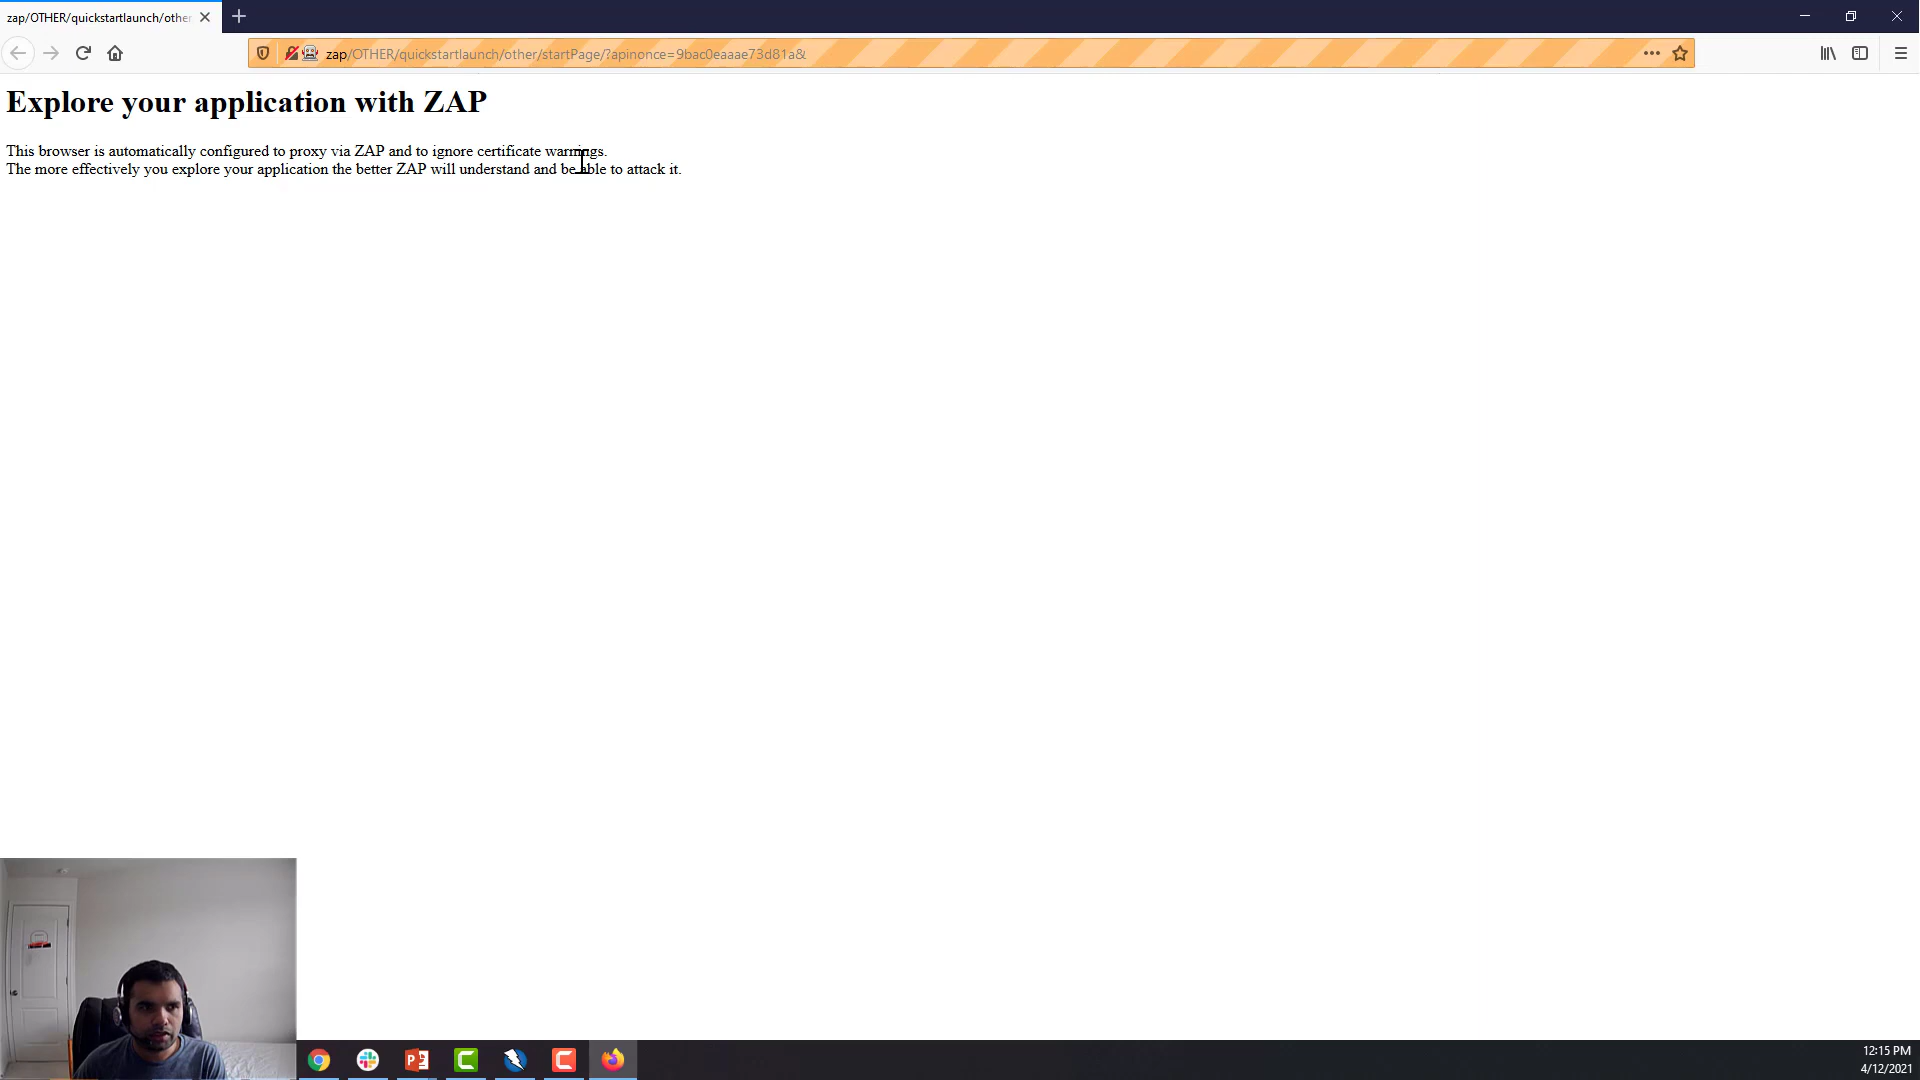 zap/OTHER/quickstartlaunch/other
zap/OTHER/quickstartlaunch/other/startPage/?apinonce=9bac0eaaae73d81a&
Explore your application with ZAP
This browser is automatically configured to proxy via ZAP and to ignore certificate warnings.
The more effectively you explore your application the better ZAP will understand and be able to attack it.
12:15 PM
4/12/2021